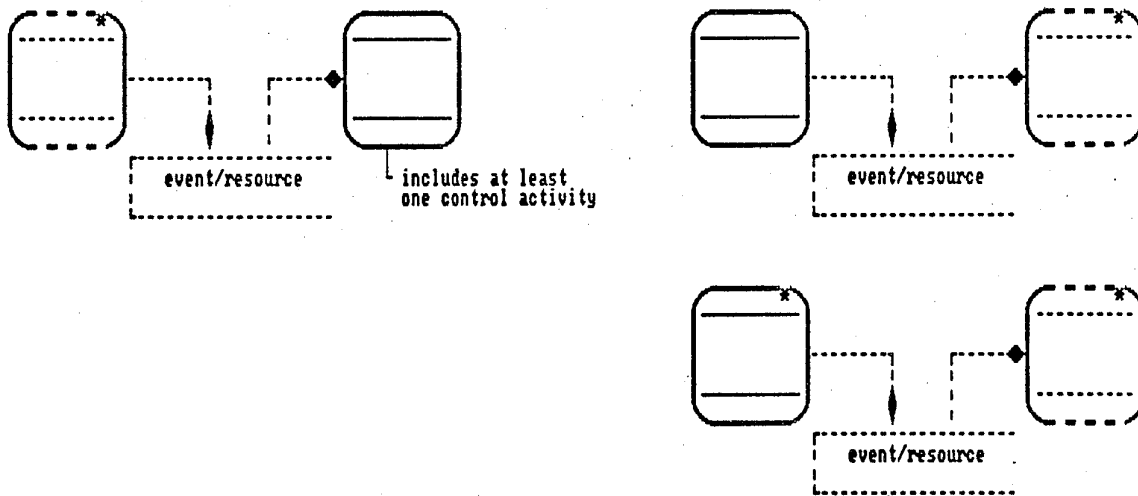 *
*
event/resource
event/resource
includes at least
one control activity
*
*
event/resource